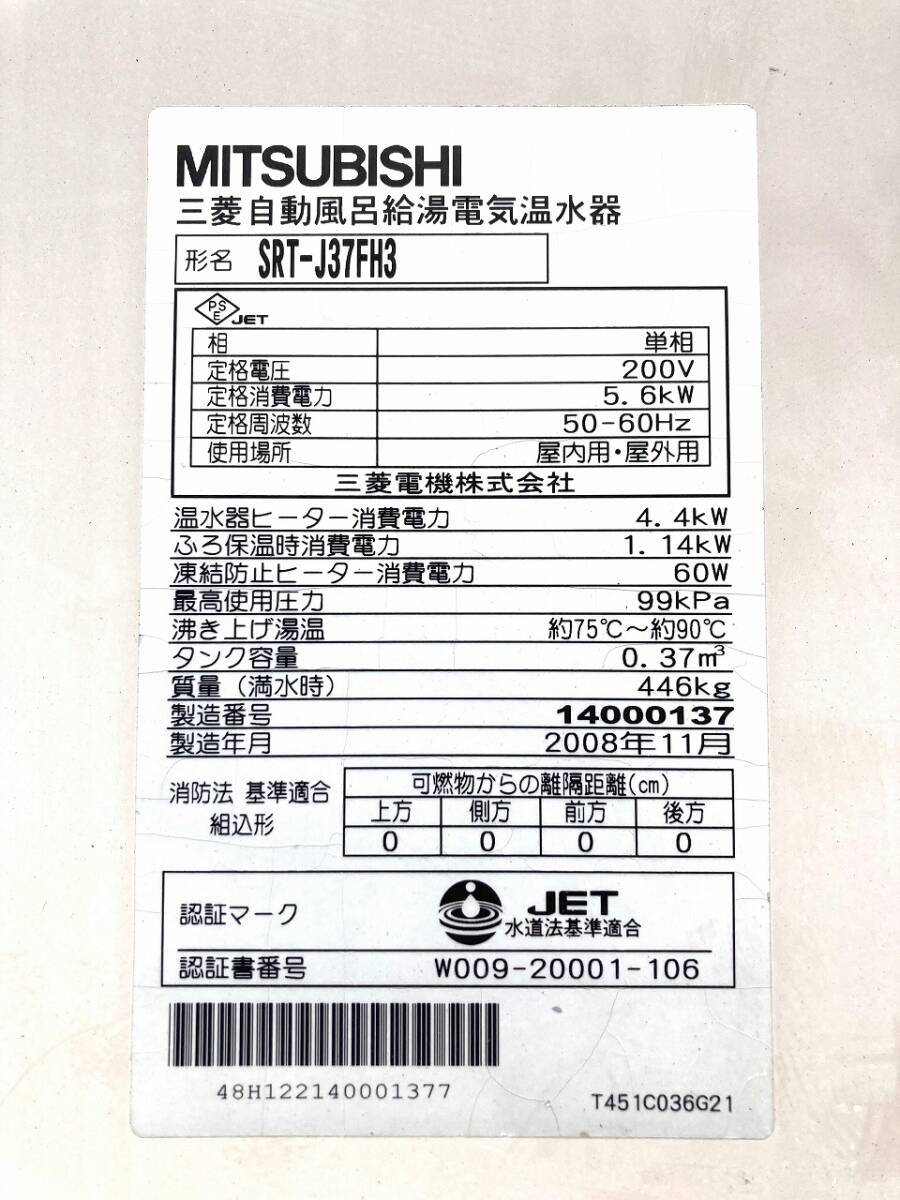 MITSUBISHI
三菱自動風呂給湯電気温水器
形名 SRT-J37FH3
PSE JET
相 単相
定格電圧 200V
定格消費電力 5.6kW
定格周波数 50-60Hz
使用場所 屋内用・屋外用
三菱電機株式会社
温水器ヒーター消費電力 4.4kW
ふろ保温時消費電力 1.14kW
凍結防止ヒーター消費電力 60W
最高使用圧力 99kPa
沸き上げ湯温 約75℃～約90℃
タンク容量 0.37m³
質量(満水時) 446kg
製造番号 14000137
製造年月 2008年11月
消防法 基準適合
組込形
可燃物からの離隔距離(cm)
上方 側方 前方 後方
0 0 0 0
認証マーク JET
水道法基準適合
認証書番号 W009-20001-106
48H122140001377
T451C036G21